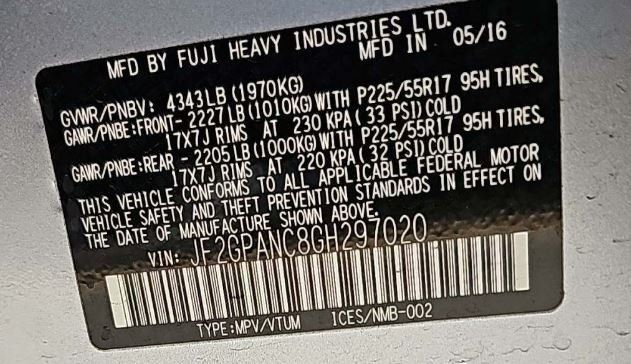 MFD BY FUJI HEAVY INDUSTRIES LTD.
MFD IN 05/16
GVWR/PNBV: 4343LB (1970KG)
GAWR/PNBE:FRONT- 2227 LB (1010KG) WITH P225/55R17 95H TIRES,
17X7J RIMS AT 230 KPA (33 PSI) COLD
GAWR/PNBE:REAR - 2205 LB (1000KG) WITH P225/55R17 95H TIRES,
17X7J RIMS AT 220 KPA (32 PSI) COLD
THIS VEHICLE CONFORMS TO ALL APPLICABLE FEDERAL MOTOR
VEHICLE SAFETY AND THEFT PREVENTION STANDARDS IN EFFECT ON
THE DATE OF MANUFACTURE SHOWN ABOVE.
VIN: JF2GPANC8GH297020
TYPE:MPV/VTUM ICES/NMB-002